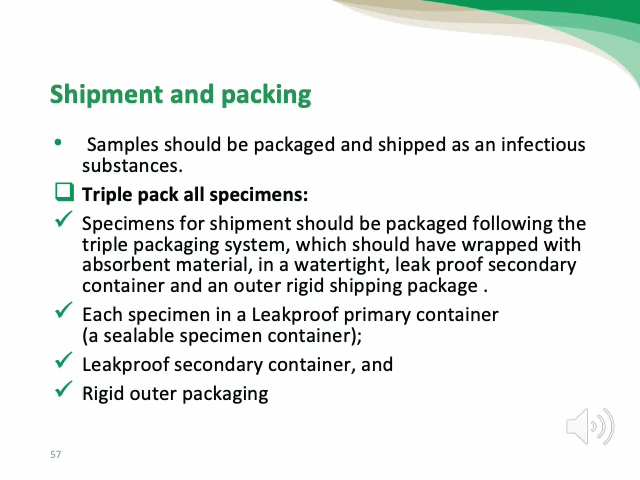 Shipment and packing
• Samples should be packaged and shipped as an infectious
substances.
❑ Triple pack all specimens:
✓ Specimens for shipment should be packaged following the
triple packaging system, which should have wrapped with
absorbent material, in a watertight, leak proof secondary
container and an outer rigid shipping package .
✓ Each specimen in a Leakproof primary container
(a sealable specimen container);
✓ Leakproof secondary container, and
✓ Rigid outer packaging
57